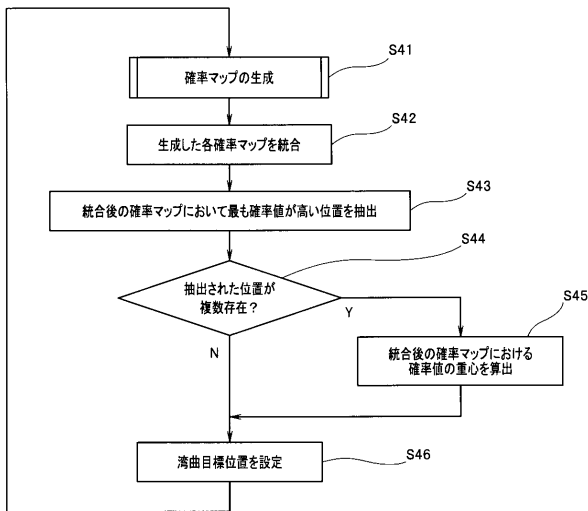 S41
確率マップの生成
S42
生成した各確率マップを統合
S43
統合後の確率マップにおいて最も確率値が高い位置を抽出
S44
抽出された位置が
複数存在?
Y
N
S45
統合後の確率マップにおける
確率値の重心を算出
湾曲目標位置を設定
S46